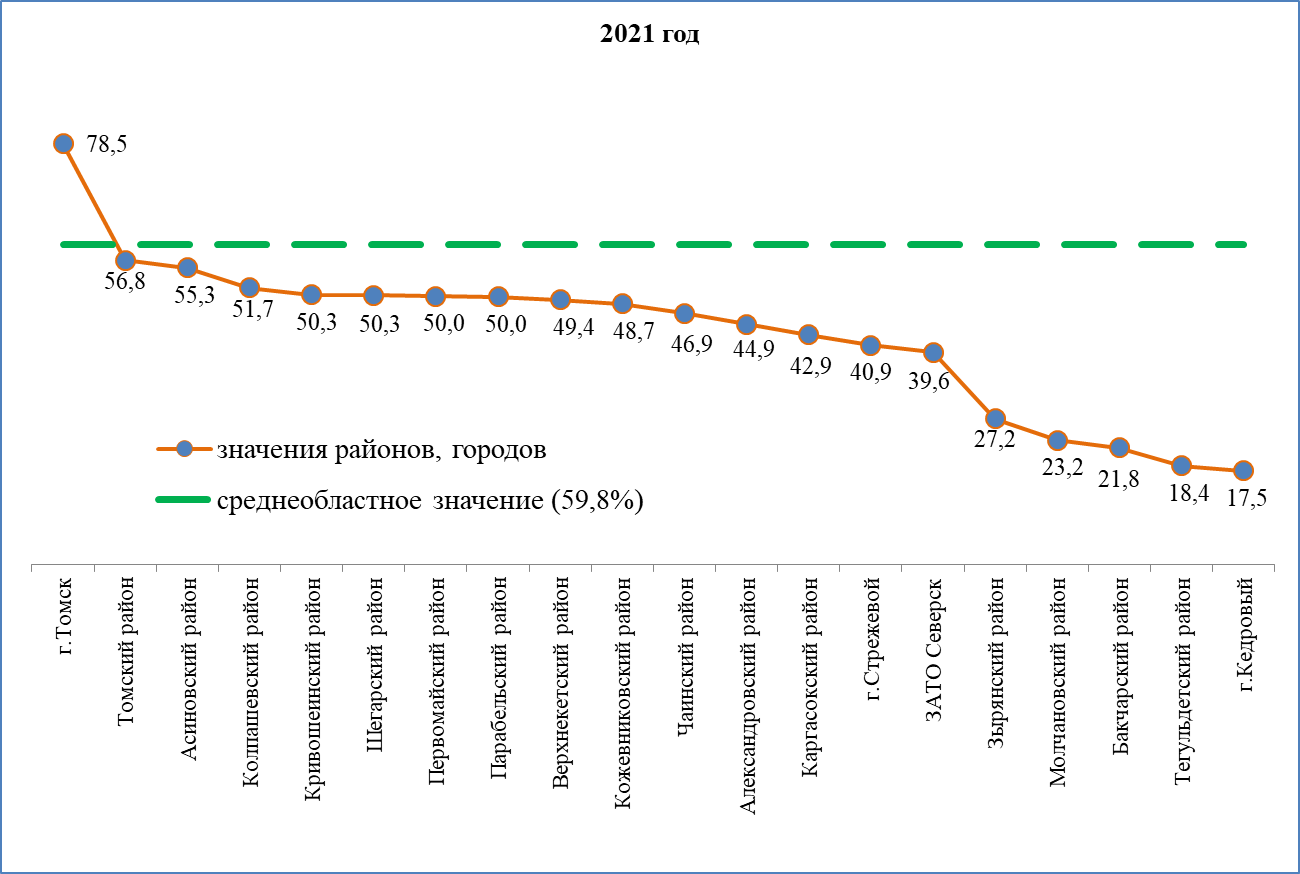 2021 год
78,5
56,8
55,3
51,7
50,3
50,3
50,0
50,0
49,4
48,7
46,9
44,9
42,9
40,9
39,6
27,2
23,2
21,8
18,4
17,5
значения районов, городов
среднеобластное значение (59,8%)
г.Томск
Томский район
Асиновский район
Колпашевский район
Кривошеинский район
Шегарский район
Первомайский район
Парабельский район
Верхнекетский район
Кожевниковский район
Чаинский район
Александровский район
Каргасокский район
г.Стрежевой
ЗАТО Северск
Зырянский район
Молчановский район
Бакчарский район
Тегульдетский район
г.Кедровый